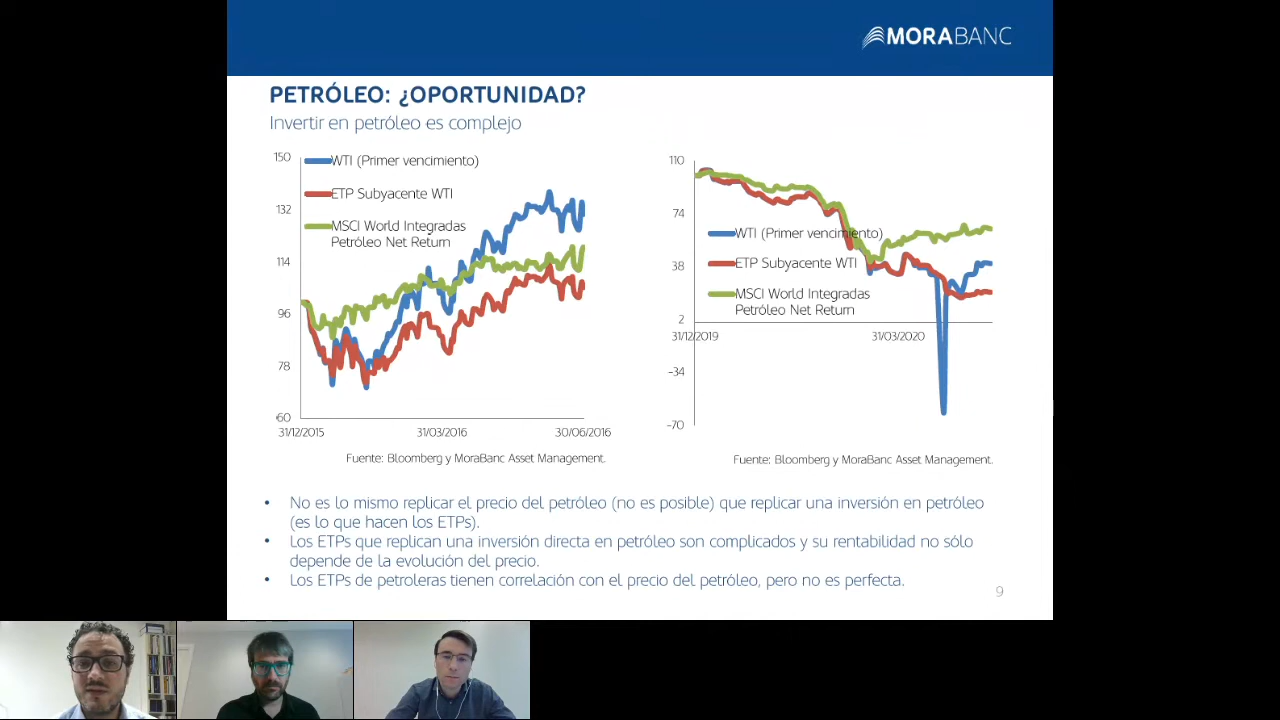 MORABANC
PETRÓLEO: ¿OPORTUNIDAD?
Invertir en petróleo es complejo
150
132
114
96
78
60
WTI (Primer vencimiento)
ETP Subyacente WTI
MSCI World Integradas
Petróleo Net Return
31/12/2015
31/03/2016
30/06/2016
Fuente: Bloomberg y MoraBanc Asset Management.
110
74
38
2
-34
-70
WTI (Primer vencimiento)
ETP Subyacente WTI
MSCI World Integradas
Petróleo Net Return
31/12/2019
31/03/2020
Fuente: Bloomberg y MoraBanc Asset Management.
• No es lo mismo replicar el precio del petróleo (no es posible) que replicar una inversión en petróleo
(es lo que hacen los ETPs).
• Los ETPs que replican una inversión directa en petróleo son complicados y su rentabilidad no sólo
depende de la evolución del precio.
• Los ETPs de petroleras tienen correlación con el precio del petróleo, pero no es perfecta.
9